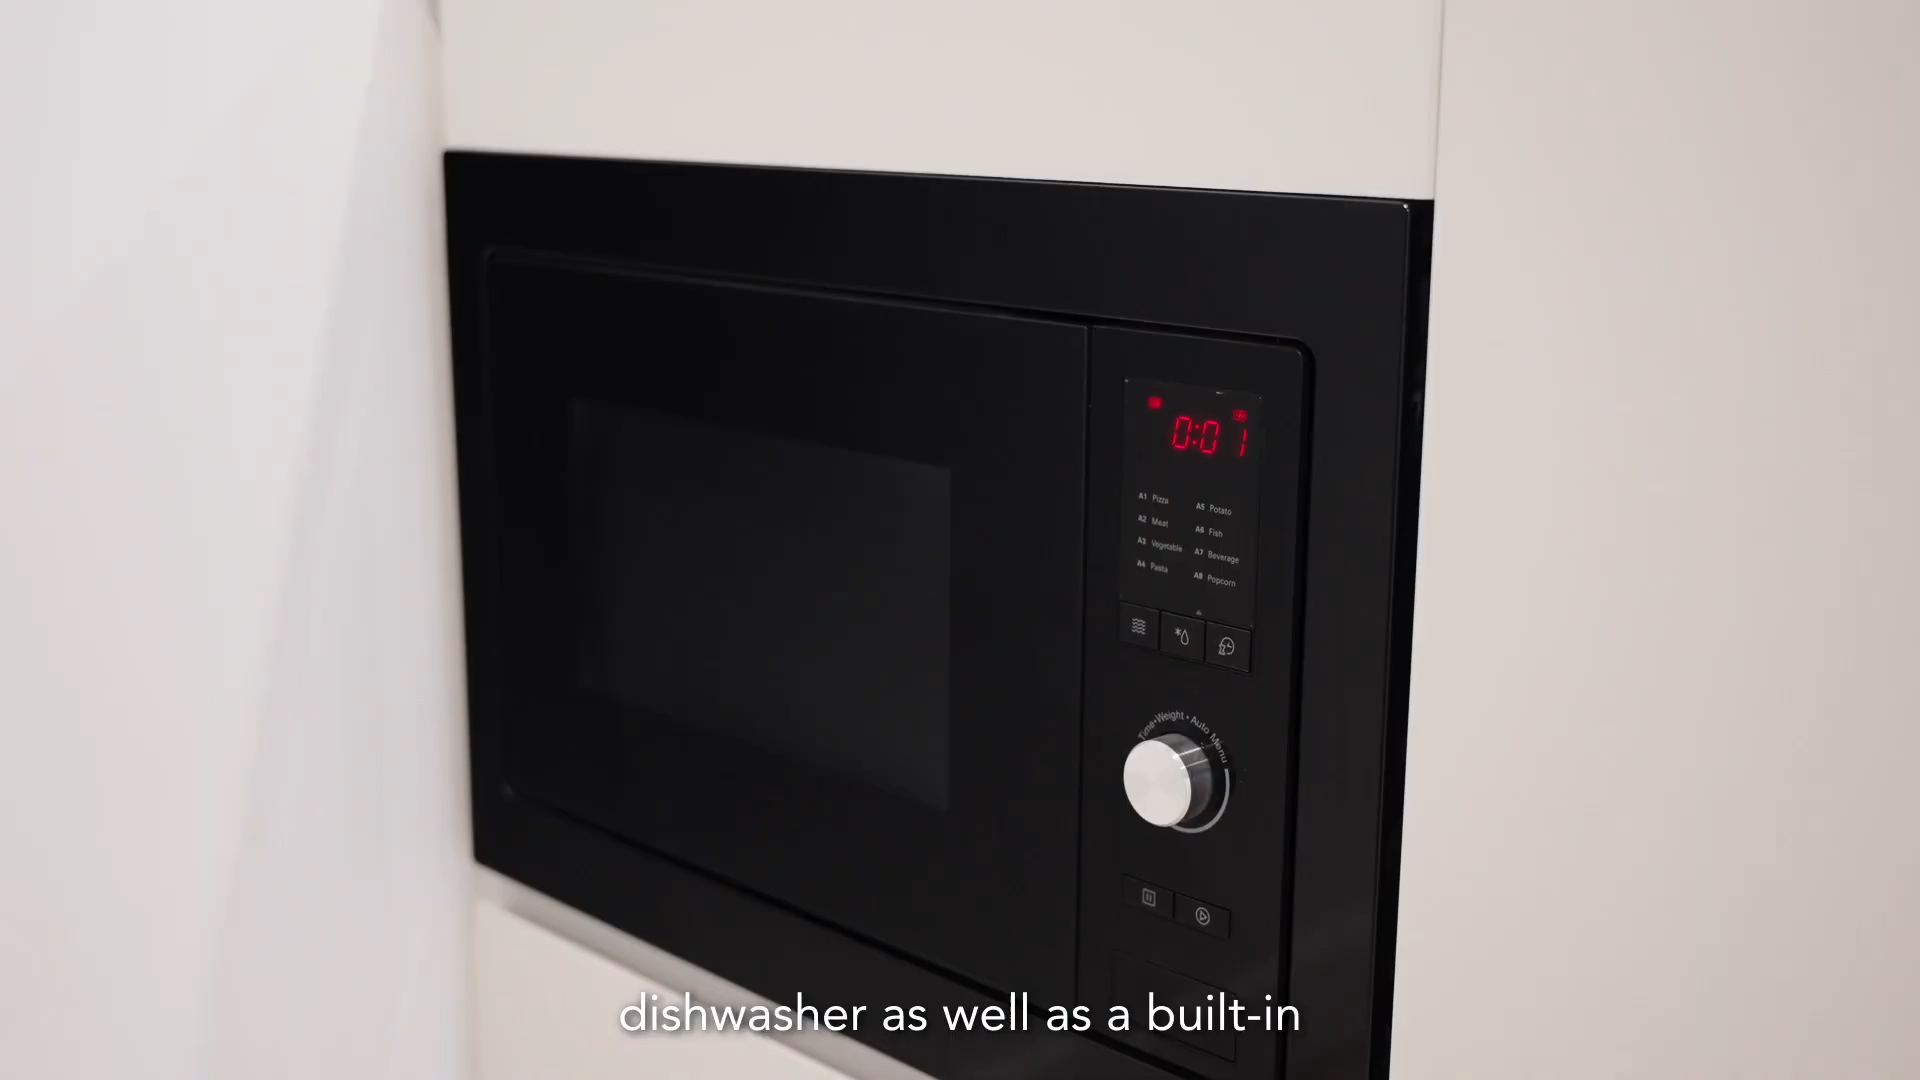 0:01
A1 Pizza
A2 Meat
A3 Vegetable
A4 Pasta
A5 Potato
A6 Fish
A7 Beverage
A8 Popcorn
Time•Weight•Auto Menu
dishwasher as well as a built-in